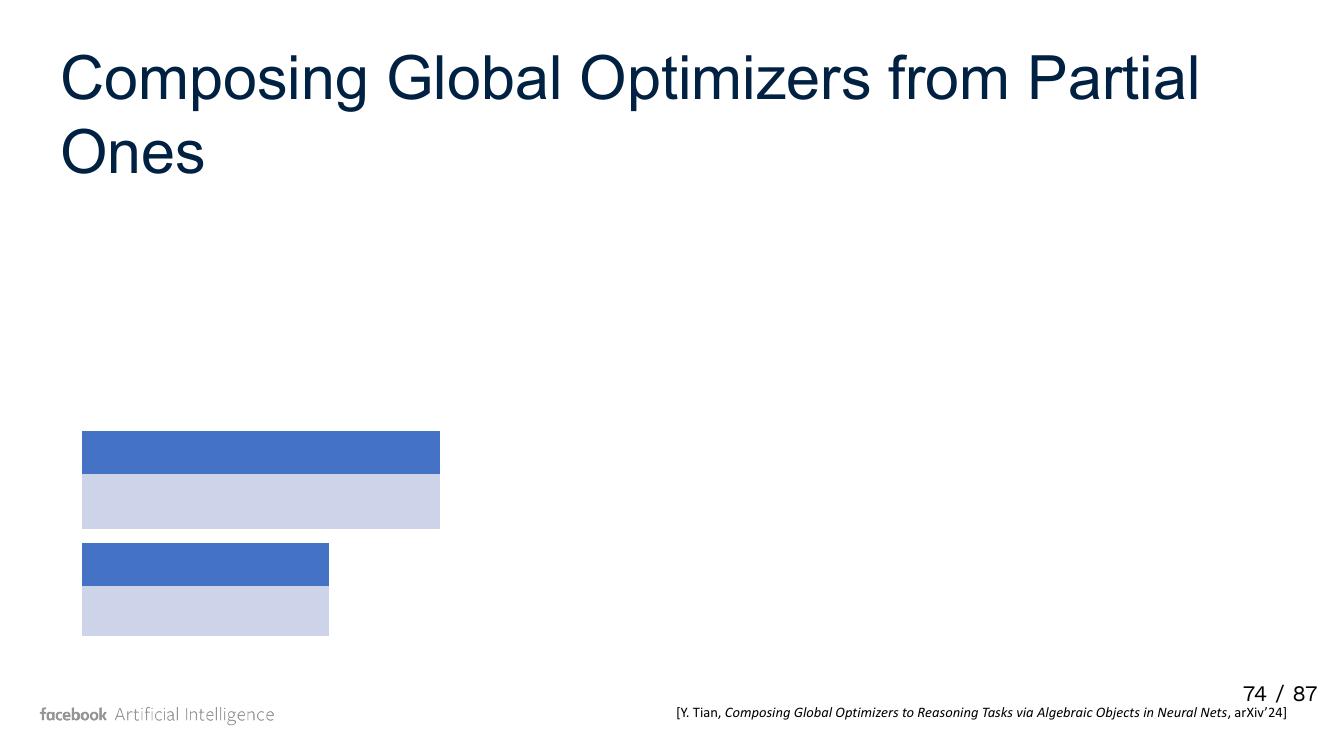 Composing Global Optimizers from Partial
Ones
74 / 87
facebook Artificial Intelligence
[Y. Tian, Composing Global Optimizers to Reasoning Tasks via Algebraic Objects in Neural Nets, arXiv’24]